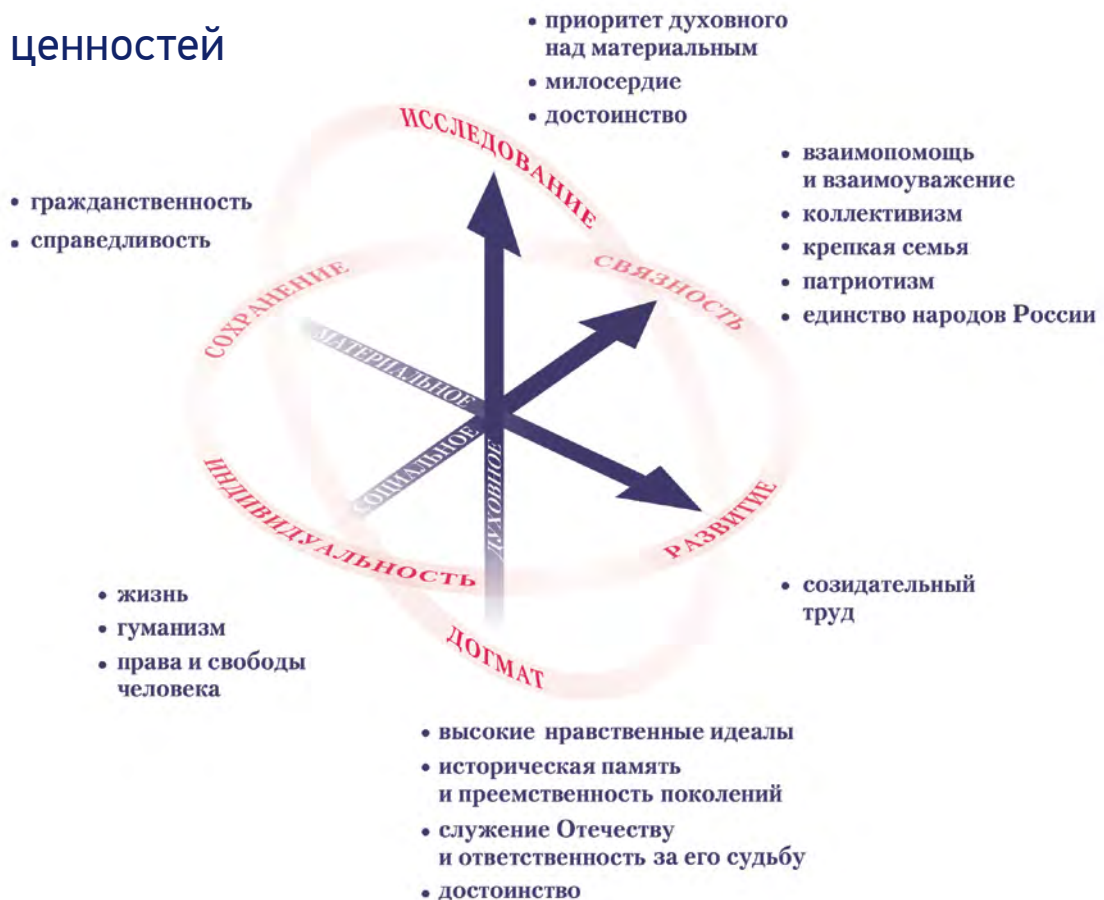 ценностей
• приоритет духовного
над материальным
• милосердие
• достоинство
• взаимопомощь
и взаимоуважение
• коллективизм
• крепкая семья
• патриотизм
• единство народов России
• гражданственность
• справедливость
ИССЛЕДОВАНИЕ
СВЯЗНОСТЬ
СОХРАНЕНИЕ
МАТЕРИАЛЬНОЕ
СОЦИАЛЬНОЕ
ДУХОВНОЕ
ИНДИВИДУАЛЬНОСТЬ
РАЗВИТИЕ
ДОГМАТ
• жизнь
• гуманизм
• права и свободы
человека
• созидательный
труд
• высокие нравственные идеалы
• историческая память
и преемственность поколений
• служение Отечеству
и ответственность за его судьбу
• достоинство